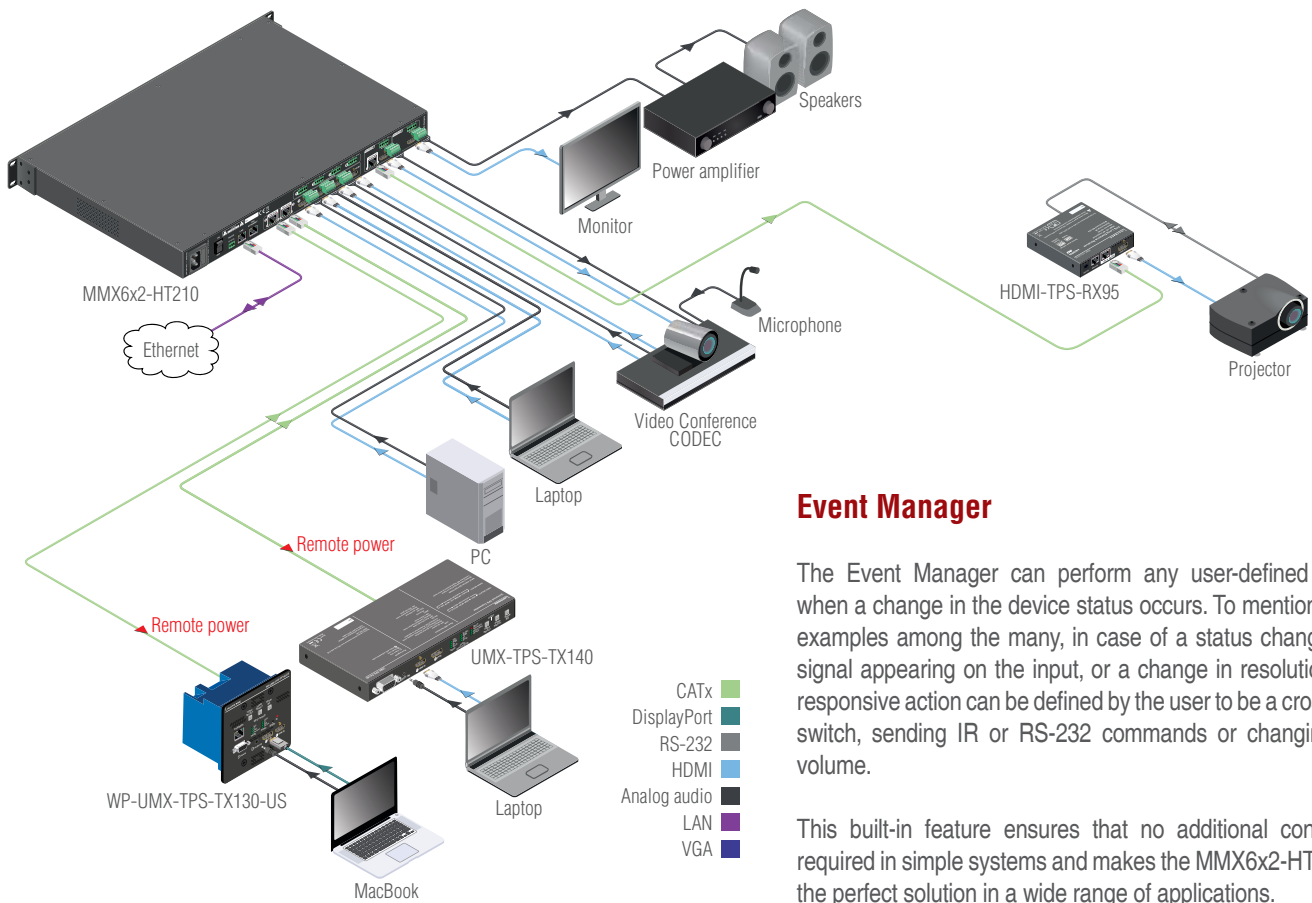 Speakers
Power amplifier
Monitor
MMX6x2-HT210
HDMI-TPS-RX95
Microphone
Ethernet
Projector
Video Conference
CODEC
Laptop
PC
Remote power
Remote power
UMX-TPS-TX140
WP-UMX-TPS-TX130-US
Laptop
MacBook
CATx
DisplayPort
RS-232
HDMI
Analog audio
LAN
VGA
Event Manager
The Event Manager can perform any user-defined
when a change in the device status occurs. To mention
examples among the many, in case of a status chang
signal appearing on the input, or a change in resolutio
responsive action can be defined by the user to be a cro
switch, sending IR or RS-232 commands or changin
volume.
This built-in feature ensures that no additional con
required in simple systems and makes the MMX6x2-HT
the perfect solution in a wide range of applications.